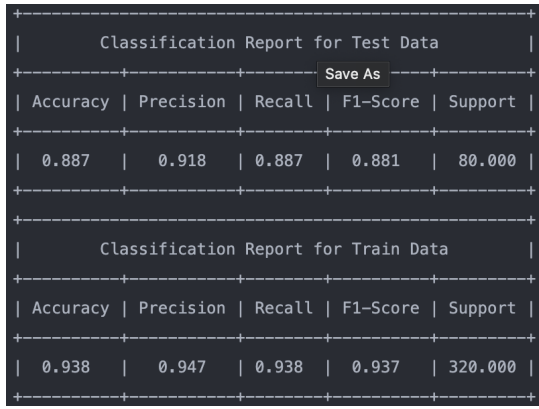 Classification Report for Test Data
Save As
| Accuracy | Precision | Recall | F1-Score | Support |
| 0.887 | 0.918 | 0.887 | 0.881 | 80.000 |
Classification Report for Train Data
| Accuracy | Precision | Recall | F1-Score | Support |
| 0.938 | 0.947 | 0.938 | 0.937 | 320.000 |